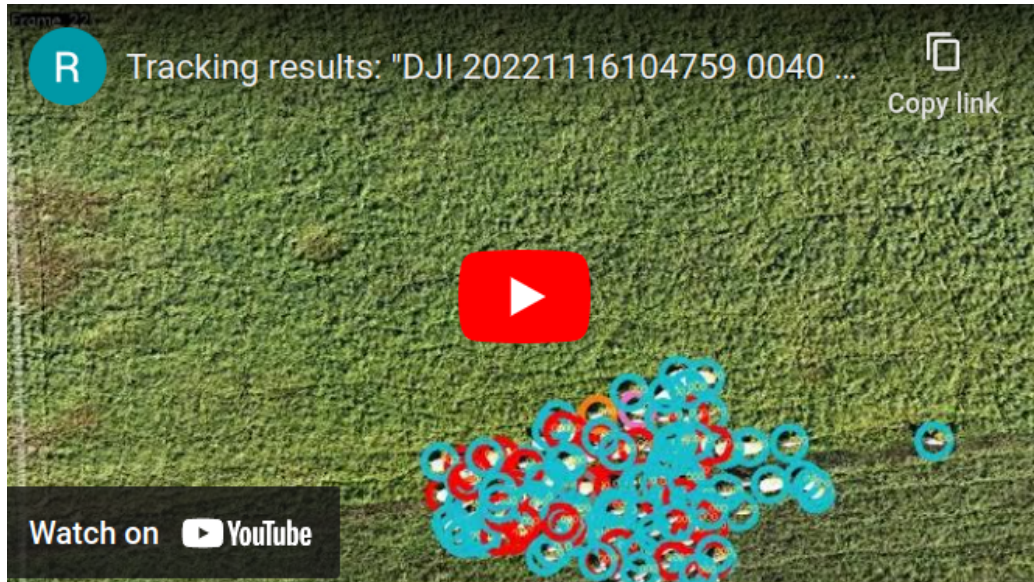 Frame 22
R
Tracking results: "DJI 20221116104759 0040 ...
Copy link
Watch on YouTube